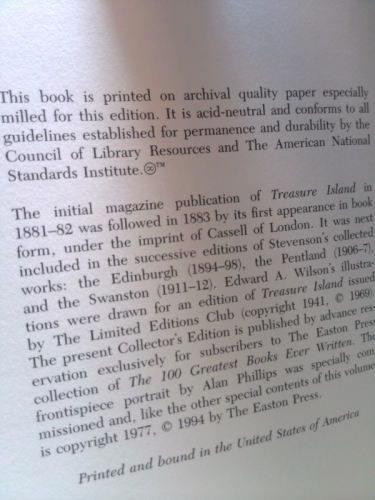 This book is printed on archival quality paper especially
milled for this edition. It is acid-neutral and conforms to all
guidelines established for permanence and durability by the
Council of Library Resources and The American National
Standards Institute.♾™
The initial magazine publication of Treasure Island in
1881–82 was followed in 1883 by its first appearance in book
form, under the imprint of Cassell of London. It was next
included in the successive editions of Stevenson's collected
works: the Edinburgh (1894–98), the Pentland (1906–7),
and the Swanston (1911–12). Edward A. Wilson's illustra-
tions were drawn for an edition of Treasure Island issued
by The Limited Editions Club (copyright 1941, © 1969).
The present Collector's Edition is published by advance res-
ervation exclusively for subscribers to The Easton Press
collection of The 100 Greatest Books Ever Written. The
frontispiece portrait by Alan Phillips was specially com-
missioned and, like the other special contents of this volume
is copyright 1977, © 1994 by The Easton Press.
Printed and bound in the United States of America